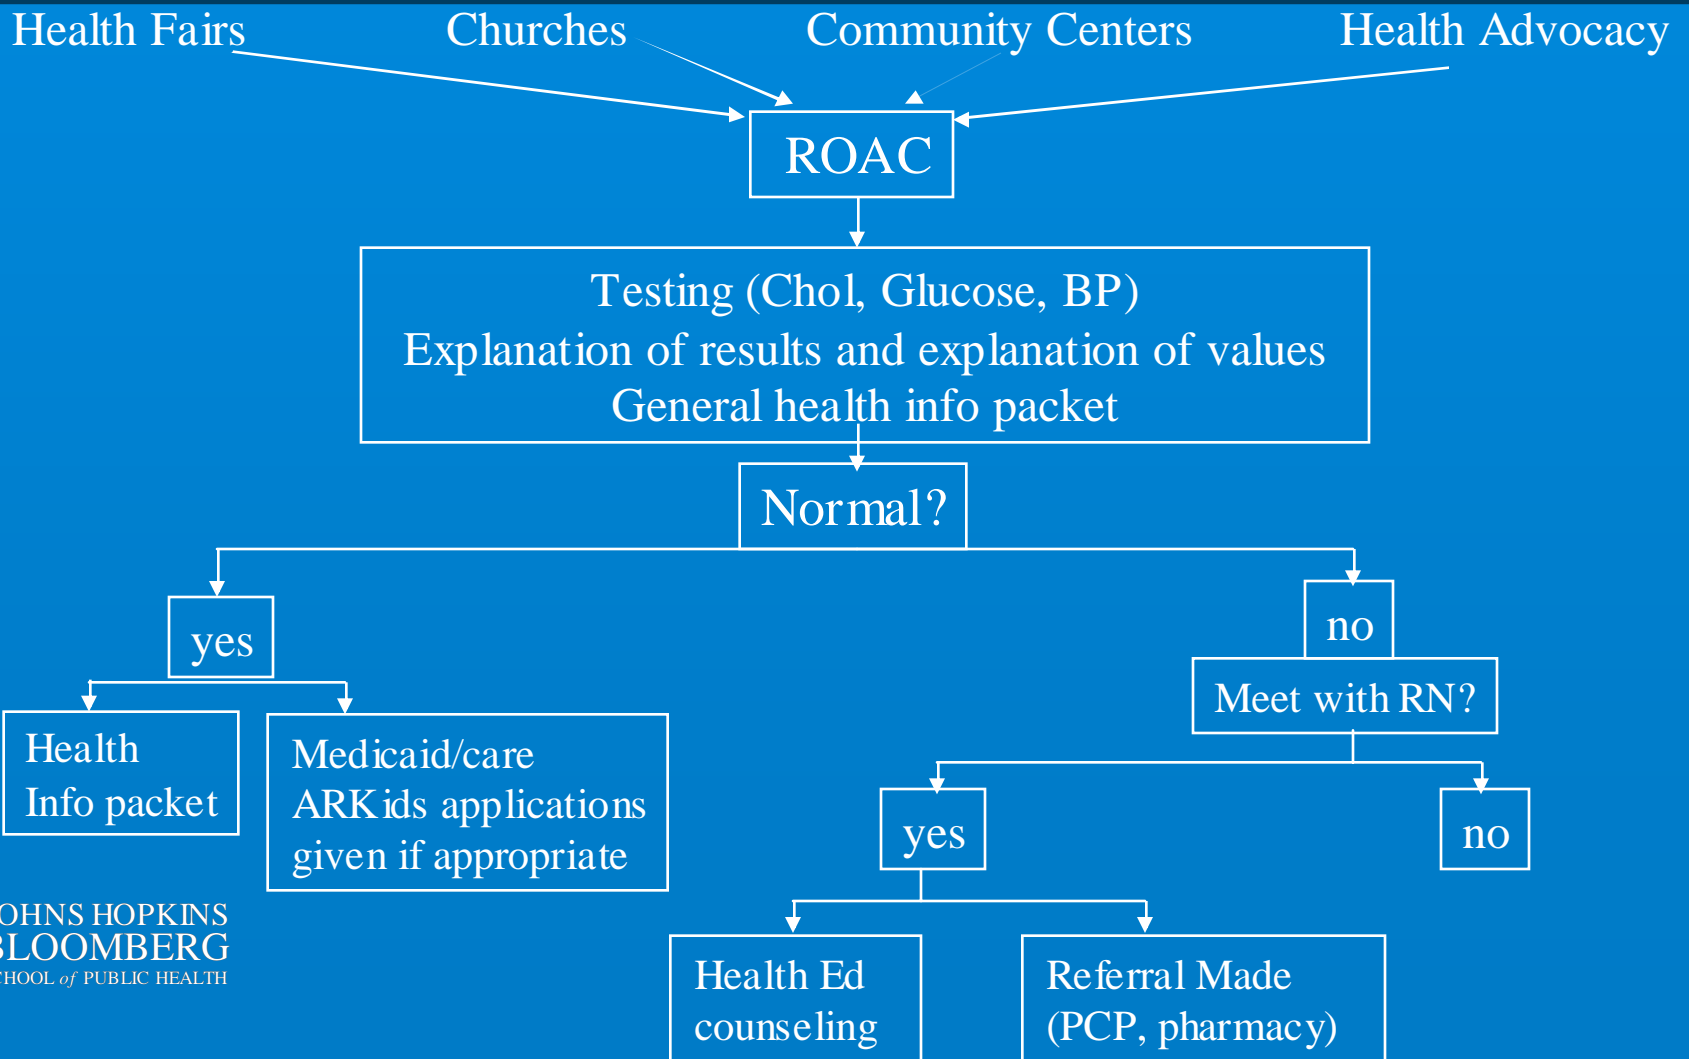 Health Fairs
Churches
Community Centers
Health Advocacy
ROAC
Testing (Chol, Glucose, BP)
Explanation of results and explanation of values
General health info packet
Normal?
yes
no
Meet with RN?
Health
Info packet
Medicaid/care
ARKids applications
given if appropriate
yes
no
OHNS HOPKINS
BLOOMBERG
CHOOL of PUBLIC HEALTH
Health Ed
counseling
Referral Made
(PCP, pharmacy)